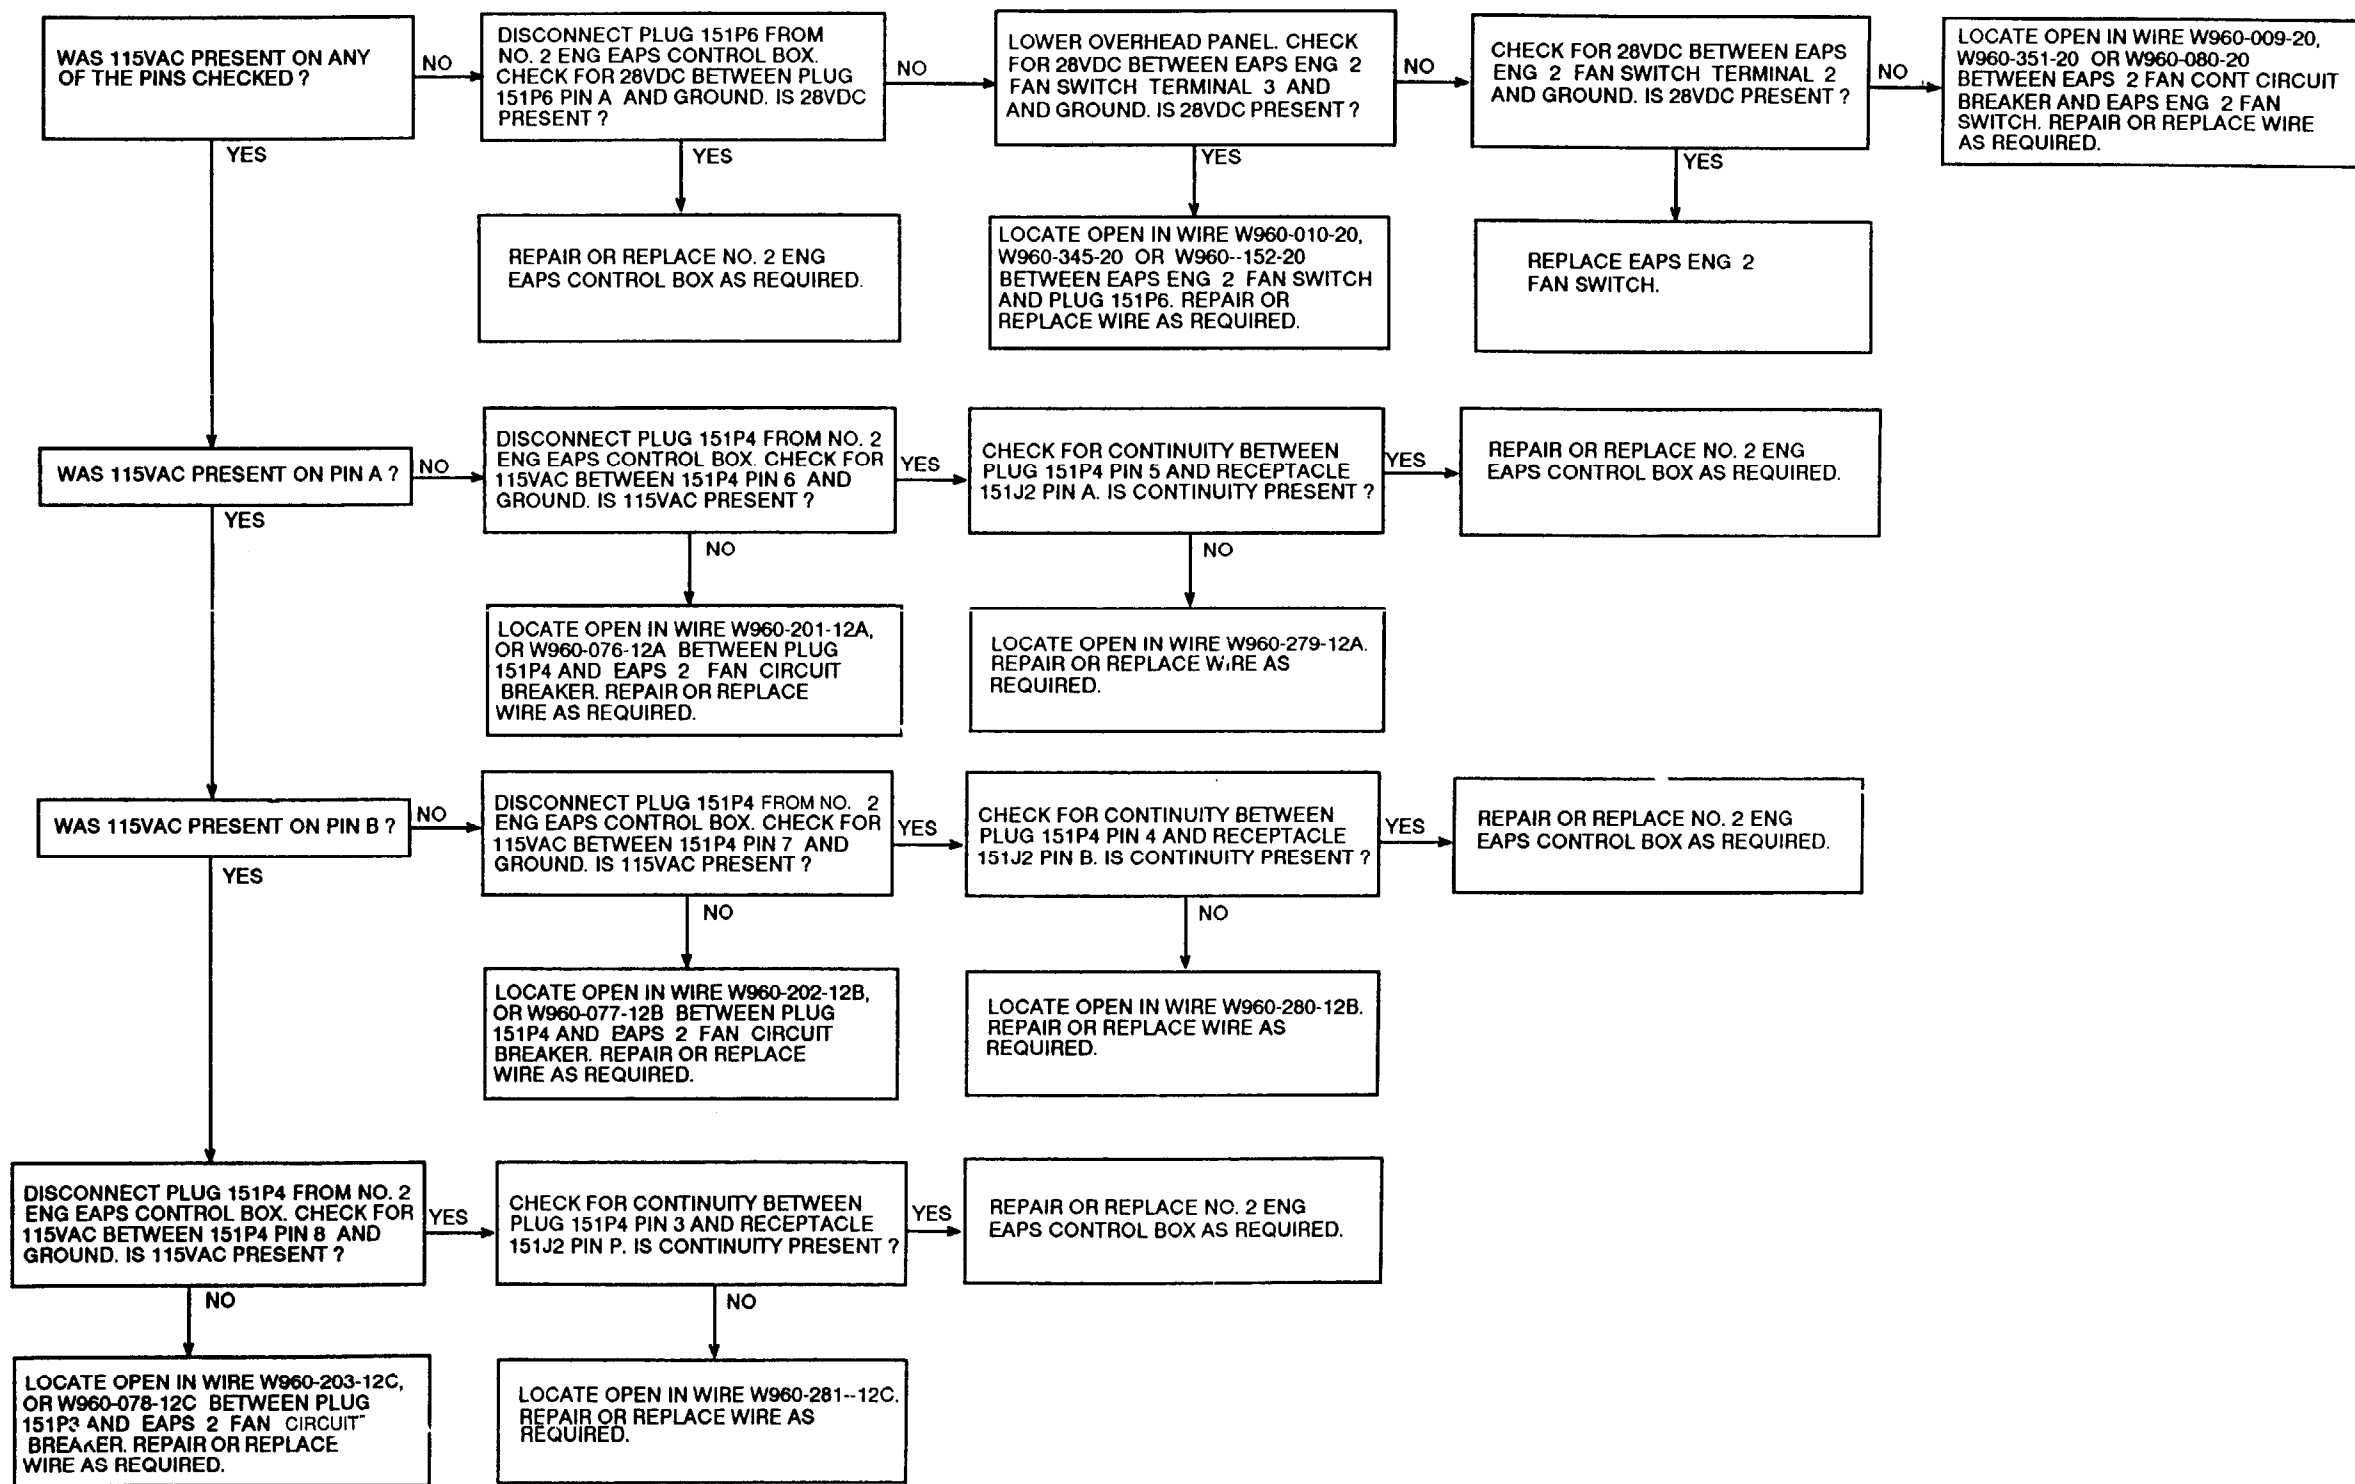 WAS 115VAC PRESENT ON ANY
OF THE PINS CHECKED ?
NO
YES
DISCONNECT PLUG 151P6 FROM
NO. 2 ENG EAPS CONTROL BOX.
CHECK FOR 28VDC BETWEEN PLUG
151P6 PIN A AND GROUND. IS 28VDC
PRESENT ?
NO
YES
LOWER OVERHEAD PANEL. CHECK
FOR 28VDC BETWEEN EAPS ENG 2
FAN SWITCH TERMINAL 3 AND
AND GROUND. IS 28VDC PRESENT ?
NO
YES
CHECK FOR 28VDC BETWEEN EAPS
ENG 2 FAN SWITCH TERMINAL 2
AND GROUND. IS 28VDC PRESENT ?
NO
YES
LOCATE OPEN IN WIRE W960-009-20,
W960-351-20 OR W960-080-20
BETWEEN EAPS 2 FAN CONT CIRCUIT
BREAKER AND EAPS ENG 2 FAN
SWITCH. REPAIR OR REPLACE WIRE
AS REQUIRED.
REPAIR OR REPLACE NO. 2 ENG
EAPS CONTROL BOX AS REQUIRED.
LOCATE OPEN IN WIRE W960-010-20,
W960-345-20 OR W960--152-20
BETWEEN EAPS ENG 2 FAN SWITCH
AND PLUG 151P6. REPAIR OR
REPLACE WIRE AS REQUIRED.
REPLACE EAPS ENG 2
FAN SWITCH.
WAS 115VAC PRESENT ON PIN A ?
NO
YES
DISCONNECT PLUG 151P4 FROM NO. 2
ENG EAPS CONTROL BOX. CHECK FOR
115VAC BETWEEN 151P4 PIN 6 AND
GROUND. IS 115VAC PRESENT ?
YES
NO
CHECK FOR CONTINUITY BETWEEN
PLUG 151P4 PIN 5 AND RECEPTACLE
151J2 PIN A. IS CONTINUITY PRESENT ?
YES
NO
REPAIR OR REPLACE NO. 2 ENG
EAPS CONTROL BOX AS REQUIRED.
LOCATE OPEN IN WIRE W960-201-12A,
OR W960-076-12A BETWEEN PLUG
151P4 AND EAPS 2 FAN CIRCUIT
BREAKER. REPAIR OR REPLACE
WIRE AS REQUIRED.
LOCATE OPEN IN WIRE W960-279-12A.
REPAIR OR REPLACE WIRE AS
REQUIRED.
WAS 115VAC PRESENT ON PIN B ?
NO
YES
DISCONNECT PLUG 151P4 FROM NO. 2
ENG EAPS CONTROL BOX. CHECK FOR
115VAC BETWEEN 151P4 PIN 7 AND
GROUND. IS 115VAC PRESENT ?
YES
NO
CHECK FOR CONTINUITY BETWEEN
PLUG 151P4 PIN 4 AND RECEPTACLE
151J2 PIN B. IS CONTINUITY PRESENT ?
YES
NO
REPAIR OR REPLACE NO. 2 ENG
EAPS CONTROL BOX AS REQUIRED.
LOCATE OPEN IN WIRE W960-202-12B,
OR W960-077-12B BETWEEN PLUG
151P4 AND EAPS 2 FAN CIRCUIT
BREAKER. REPAIR OR REPLACE
WIRE AS REQUIRED.
LOCATE OPEN IN WIRE W960-280-12B.
REPAIR OR REPLACE WIRE AS
REQUIRED.
DISCONNECT PLUG 151P4 FROM NO. 2
ENG EAPS CONTROL BOX. CHECK FOR
115VAC BETWEEN 151P4 PIN 8 AND
GROUND. IS 115VAC PRESENT ?
YES
NO
CHECK FOR CONTINUITY BETWEEN
PLUG 151P4 PIN 3 AND RECEPTACLE
151J2 PIN P. IS CONTINUITY PRESENT ?
YES
NO
REPAIR OR REPLACE NO. 2 ENG
EAPS CONTROL BOX AS REQUIRED.
LOCATE OPEN IN WIRE W960-203-12C,
OR W960-078-12C BETWEEN PLUG
151P3 AND EAPS 2 FAN CIRCUIT
BREAKER. REPAIR OR REPLACE
WIRE AS REQUIRED.
LOCATE OPEN IN WIRE W960-281--12C.
REPAIR OR REPLACE WIRE AS
REQUIRED.